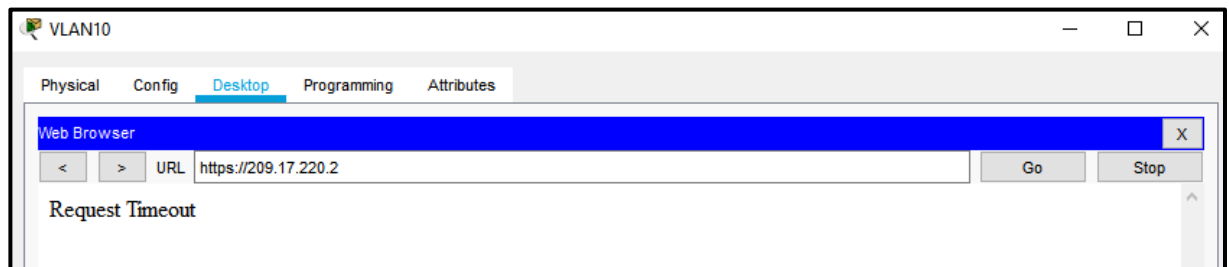 VLAN10
Physical Config Desktop Programming Attributes
Web Browser X
< > URL https://209.17.220.2 Go Stop
Request Timeout